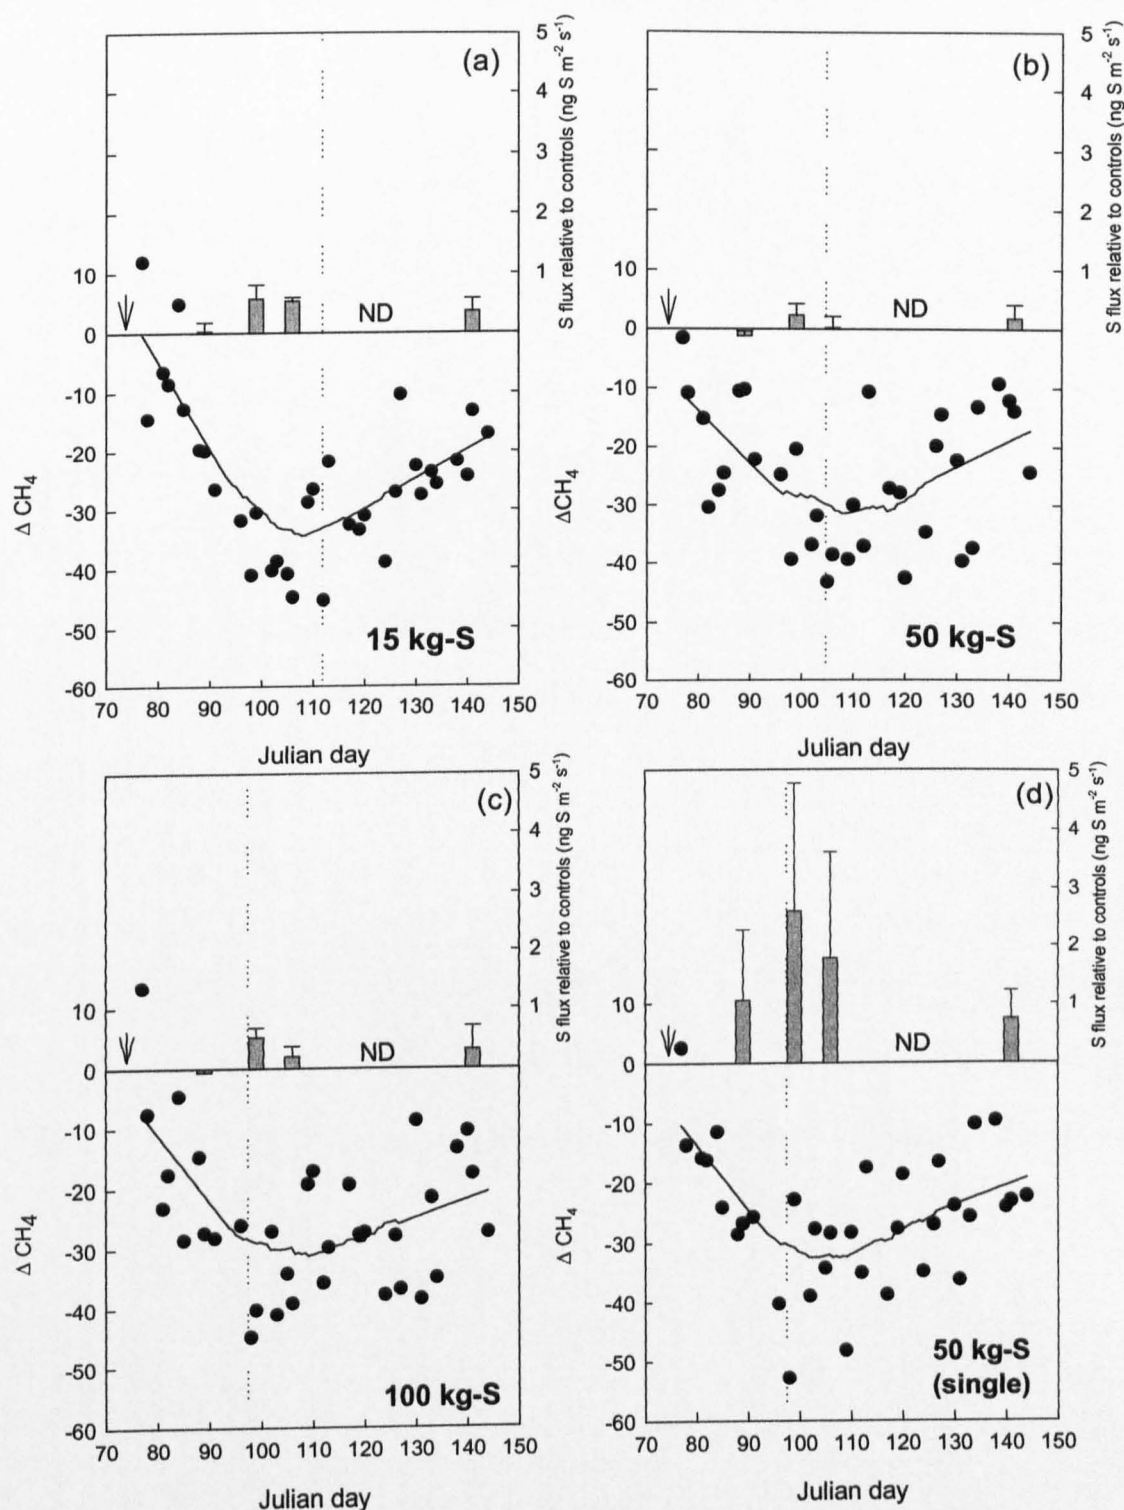 (a)
5
4
3
2
1
10
0
-10
-20
-30
-40
-50
-60
ND
15 kg-S
Δ CH4
S flux relative to controls (ng S m-2 s-1)
70 80 90 100 110 120 130 140 150
Julian day
(b)
5
4
3
2
1
10
0
-10
-20
-30
-40
-50
-60
ND
50 kg-S
ΔCH4
S flux relative to controls (ng S m-2 s-1)
70 80 90 100 110 120 130 140 150
Julian day
(c)
5
4
3
2
1
10
0
-10
-20
-30
-40
-50
-60
ND
100 kg-S
Δ CH4
S flux relative to controls (ng S m-2 s-1)
70 80 90 100 110 120 130 140 150
Julian day
(d)
5
4
3
2
1
10
0
-10
-20
-30
-40
-50
-60
ND
50 kg-S
(single)
Δ CH4
S flux relative to controls (ng S m-2 s-1)
70 80 90 100 110 120 130 140 150
Julian day